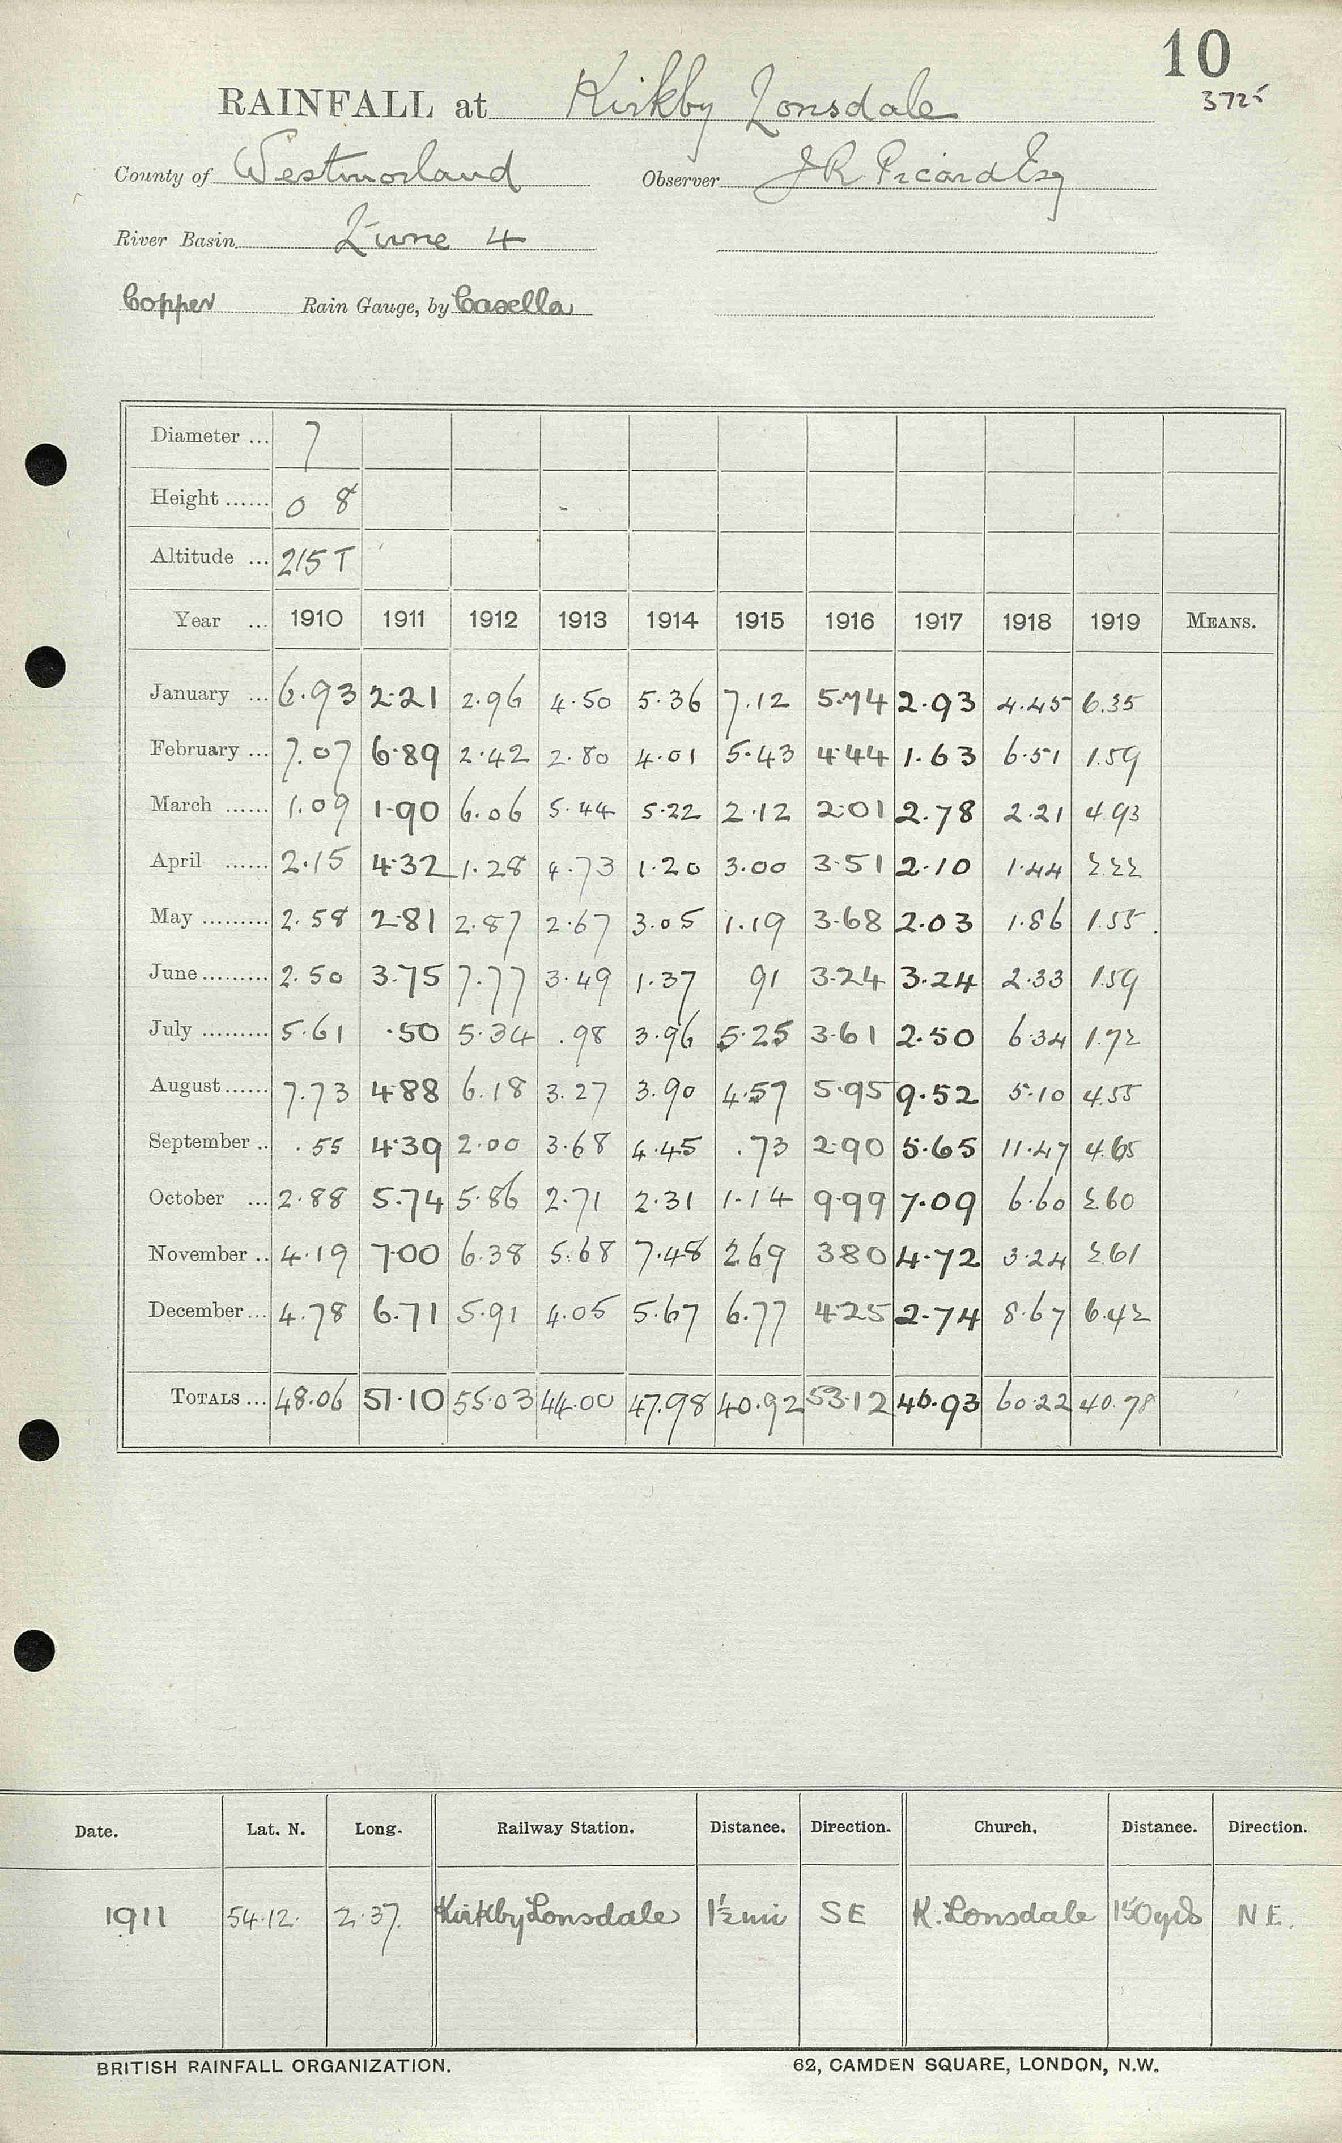 10
3725
RAINFALL at Kirkby Lonsdale
County of Westmorland Observer J R Picard Esq
River Basin Lune 4
Copper Rain Gauge, by Casella
Diameter ... 7
Height ...... 0 8
Altitude ... 215 T
Year ... 1910 1911 1912 1913 1914 1915 1916 1917 1918 1919 MEANS.
January ... 6.93 2.21 2.96 4.50 5.36 7.12 5.74 2.93 4.45 6.35
February ... 7.07 6.89 2.42 2.80 4.01 5.43 4.44 1.63 6.51 1.59
March ...... 1.09 1.90 6.06 5.44 5.22 2.12 2.01 2.78 2.21 4.93
April ...... 2.15 4.32 1.28 4.73 1.20 3.00 3.51 2.10 1.44 2.22
May ......... 2.58 2.81 2.87 2.67 3.05 1.19 3.68 2.03 1.86 1.55
June ......... 2.50 3.75 7.77 3.49 1.37 91 3.24 3.24 2.33 1.59
July ......... 5.61 .50 5.34 .98 3.96 5.25 3.61 2.50 6.34 1.72
August ...... 7.73 4.88 6.18 3.27 3.90 4.57 5.95 9.52 5.10 4.55
September .. .55 4.39 2.00 3.68 4.45 .73 2.90 5.65 11.47 4.65
October ... 2.88 5.74 5.86 2.71 2.31 1.14 9.99 7.09 6.60 2.60
November .. 4.19 7.00 6.38 5.68 7.48 2.69 3.80 4.72 3.24 2.61
December ... 4.78 6.71 5.91 4.05 5.67 6.77 4.25 2.74 8.67 6.42
TOTALS ... 48.06 51.10 55.03 44.00 47.98 40.92 53.12 46.93 60.22 40.78
Date. Lat. N. Long. Railway Station. Distance. Direction. Church. Distance. Direction.
1911 54.12. 2.37. Kirkby Lonsdale 1½ mi SE K. Lonsdale 150 yds NE.
BRITISH RAINFALL ORGANIZATION. 62, CAMDEN SQUARE, LONDON, N.W.